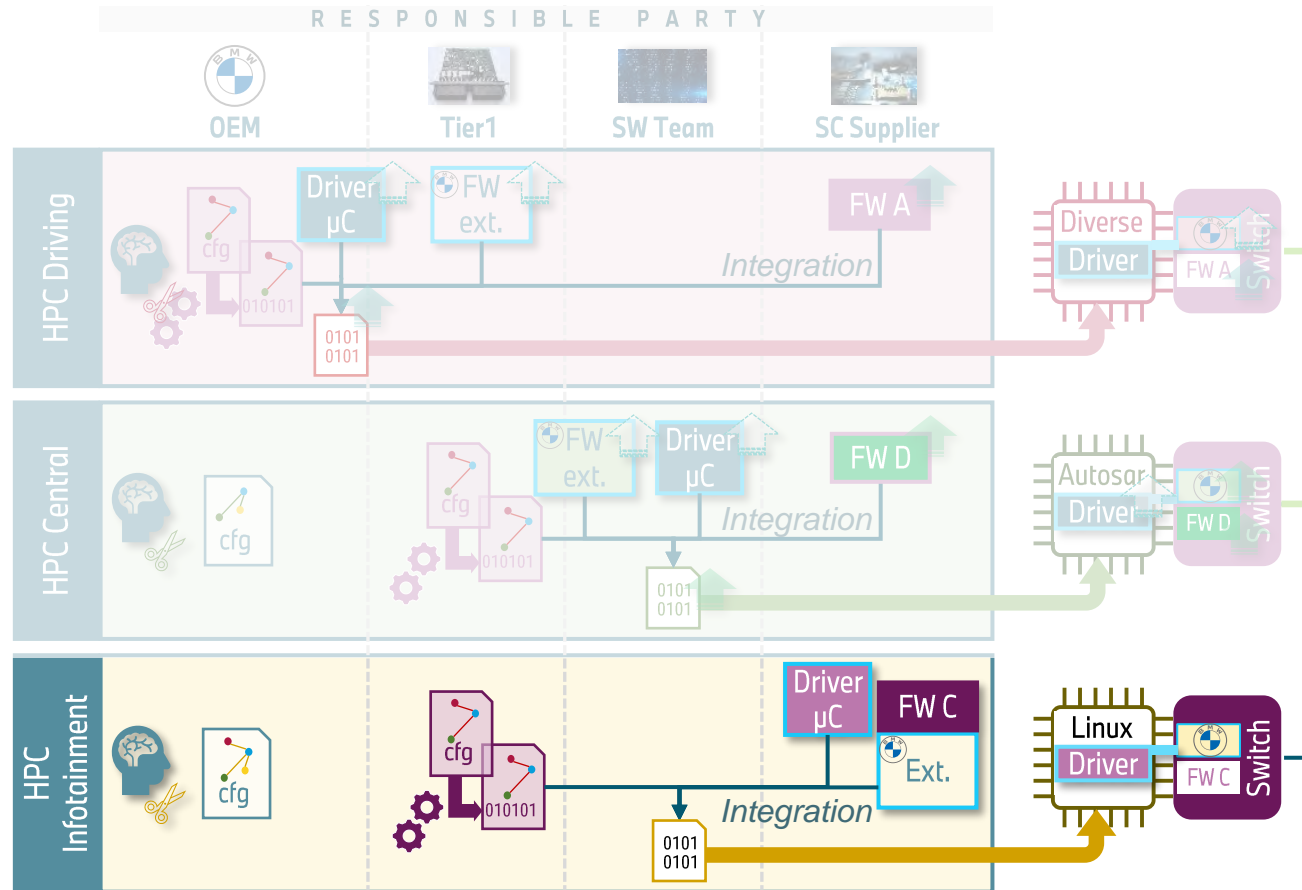 RESPONSIBLE PARTY
BMW
OEM
Tier1
SW Team
SC Supplier
HPC Driving
cfg
010101
Driver
µC
FW
ext.
FW A
Integration
0101
0101
Diverse
Driver
FW A
Switch
HPC Central
cfg
cfg
010101
FW
ext.
Driver
µC
FW D
Integration
0101
0101
Autosar
Driver
FW D
Switch
HPC
Infotainment
cfg
cfg
010101
Driver
µC
FW C
Ext.
Integration
0101
0101
Linux
Driver
FW C
Switch